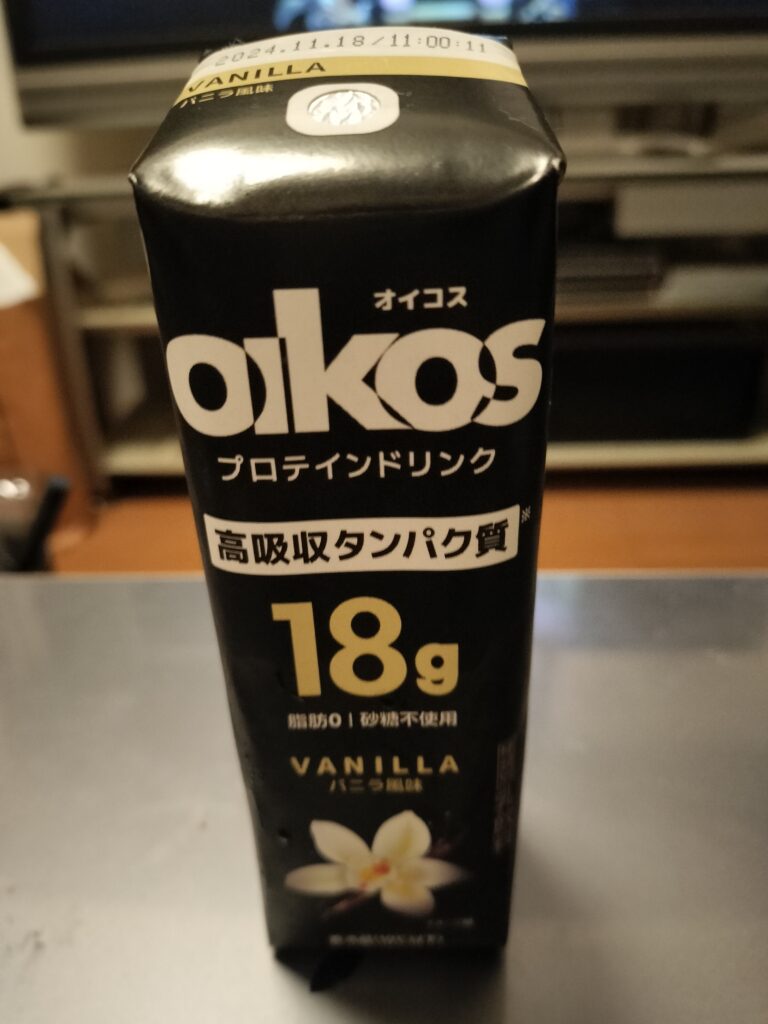 2024.11.18/11:00:11
VANILLA
バニラ風味
オイコス
oikos
プロテインドリンク
高吸収タンパク質※
18g
脂肪0 | 砂糖不使用
VANILLA
バニラ風味